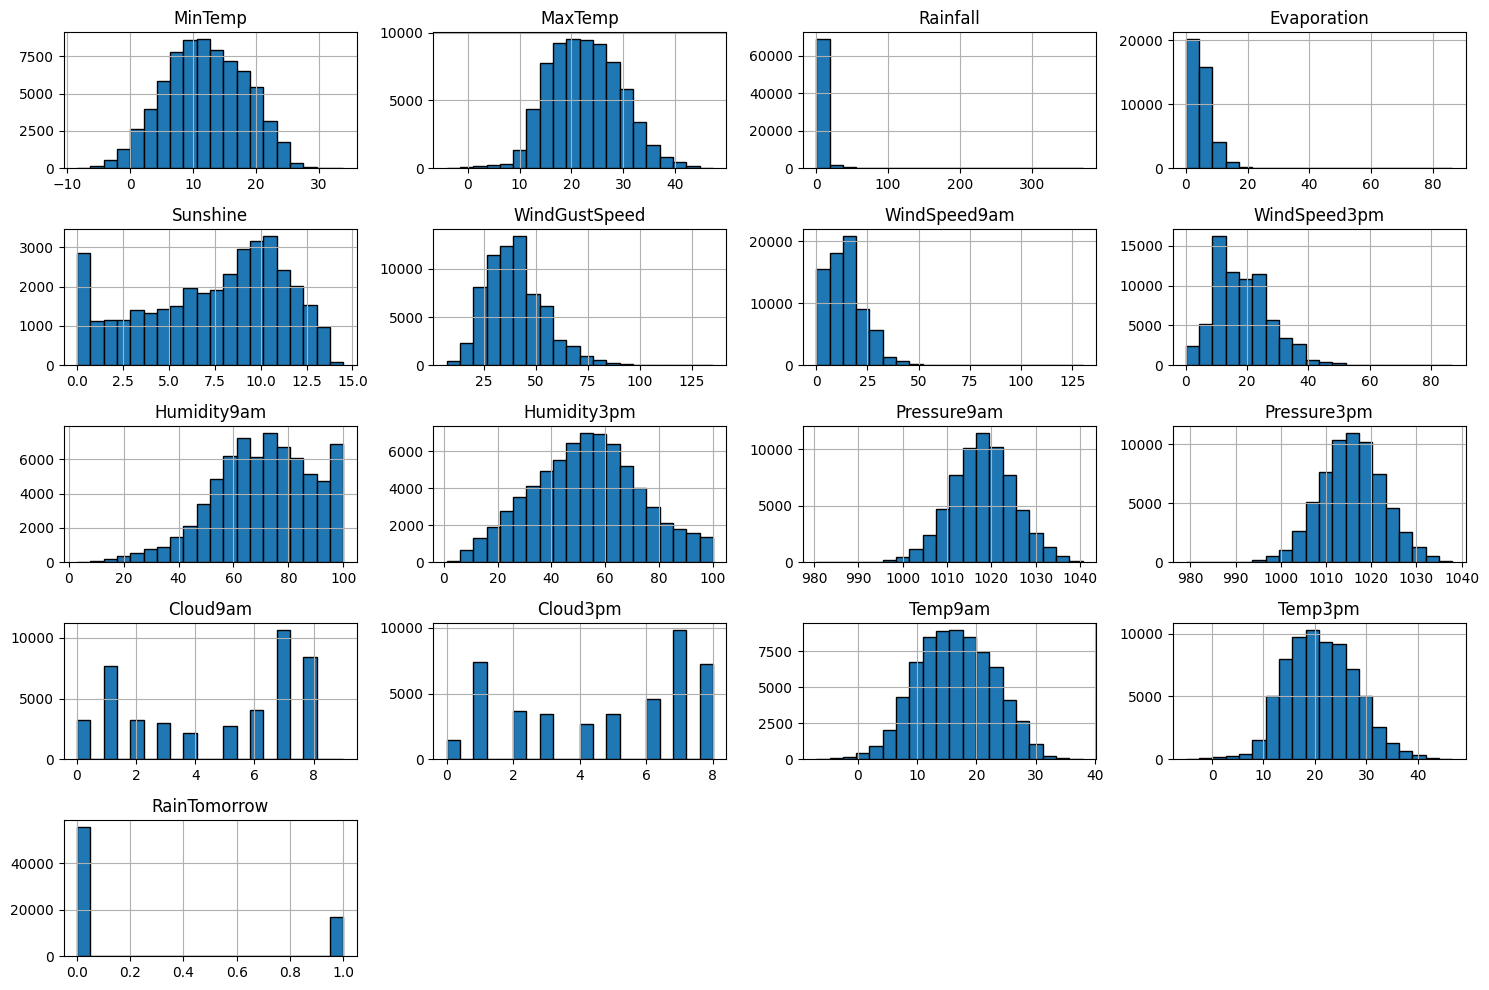 MinTemp MaxTemp Rainfall Evaporation
7500
5000
2500
0
−10 0 10 20 30
10000
5000
0
0 10 20 30 40
60000
40000
20000
0
0 100 200 300
20000
10000
0
0 20 40 60 80
Sunshine WindGustSpeed WindSpeed9am WindSpeed3pm
3000
2000
1000
0
0.0 2.5 5.0 7.5 10.0 12.5 15.0
10000
5000
0
25 50 75 100 125
20000
10000
0
0 25 50 75 100 125
15000
10000
5000
0
0 20 40 60 80
Humidity9am Humidity3pm Pressure9am Pressure3pm
6000
4000
2000
0
0 20 40 60 80 100
6000
4000
2000
0
0 20 40 60 80 100
10000
5000
0
980 990 1000 1010 1020 1030 1040
10000
5000
0
980 990 1000 1010 1020 1030 1040
Cloud9am Cloud3pm Temp9am Temp3pm
10000
5000
0
0 2 4 6 8
10000
5000
0
0 2 4 6 8
7500
5000
2500
0
0 10 20 30 40
10000
5000
0
0 10 20 30 40
RainTomorrow
40000
20000
0
0.0 0.2 0.4 0.6 0.8 1.0